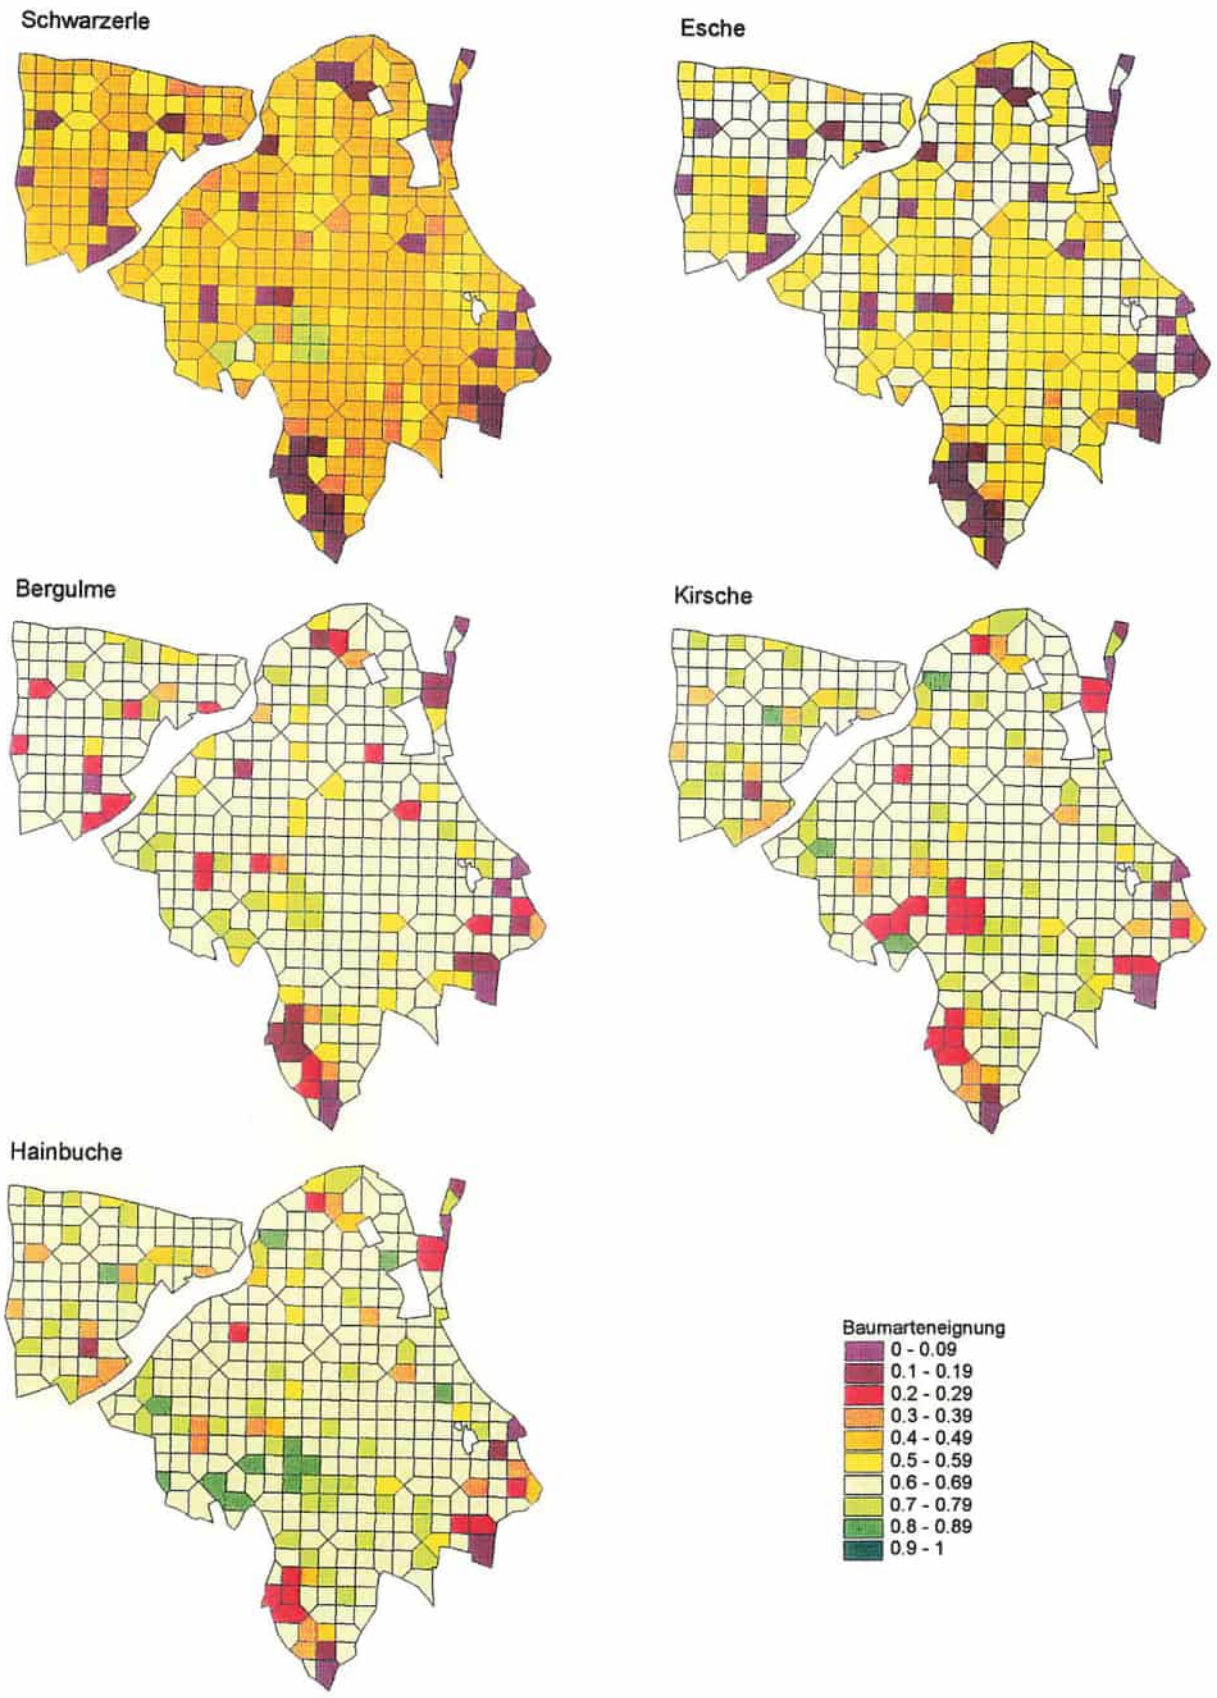 Schwarzerle
Esche
Bergulme
Kirsche
Hainbuche
Baumarteneignung
0 - 0.09
0.1 - 0.19
0.2 - 0.29
0.3 - 0.39
0.4 - 0.49
0.5 - 0.59
0.6 - 0.69
0.7 - 0.79
0.8 - 0.89
0.9 - 1